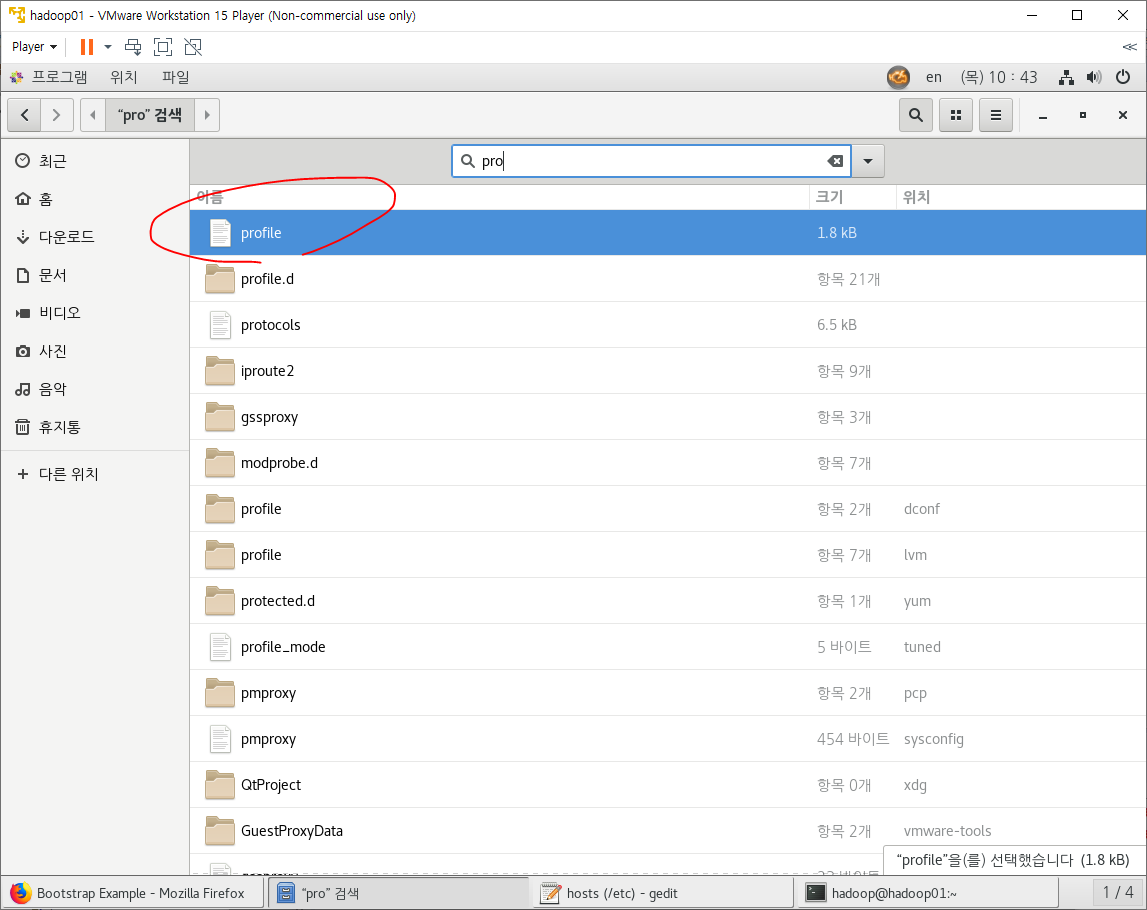 hadoop01 - VMware Workstation 15 Player (Non-commercial use only)
Player
프로그램 위치 파일 en (목) 10 : 43
“pro” 검색
pro
최근
홈
다운로드
문서
비디오
사진
음악
휴지통
다른 위치
이름 크기 위치
profile 1.8 kB
profile.d 항목 21개
protocols 6.5 kB
iproute2 항목 9개
gssproxy 항목 3개
modprobe.d 항목 7개
profile 항목 2개 dconf
profile 항목 7개 lvm
protected.d 항목 1개 yum
profile_mode 5 바이트 tuned
pmproxy 항목 2개 pcp
pmproxy 454 바이트 sysconfig
QtProject 항목 0개 xdg
GuestProxyData 항목 2개 vmware-tools
“profile”을(를) 선택했습니다 (1.8 kB)
Bootstrap Example - Mozilla Firefox “pro” 검색 hosts (/etc) - gedit hadoop@hadoop01:~ 1 / 4